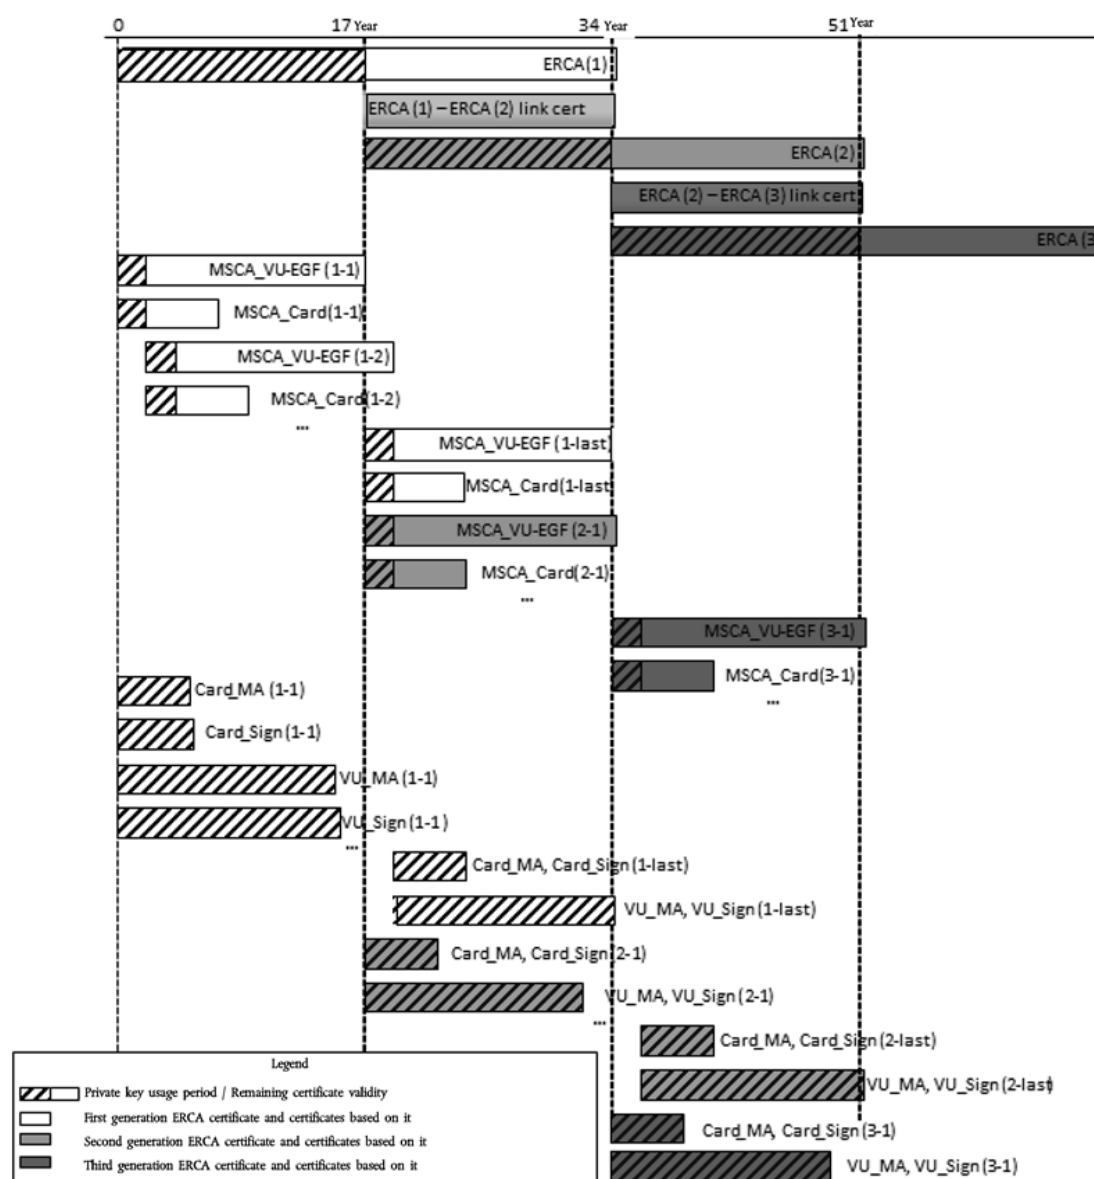 0 17 Year 34 Year 51 Year
ERCA (1)
ERCA (1) – ERCA (2) link cert
ERCA (2)
ERCA (2) – ERCA (3) link cert
ERCA (3
MSCA_VU-EGF (1-1)
MSCA_Card(1-1)
MSCA_VU-EGF (1-2)
MSCA_Card(1-2)
...
MSCA_VU-EGF (1-last)
MSCA_Card(1-last
MSCA_VU-EGF (2-1)
MSCA_Card(2-1)
...
MSCA_VU-EGF (3-1)
MSCA_Card(3-1)
...
Card_MA (1-1)
Card_Sign (1-1)
VU_MA (1-1)
VU_Sign (1-1)
...
Card_MA, Card_Sign (1-last)
VU_MA, VU_Sign (1-last)
Card_MA, Card_Sign (2-1)
VU_MA, VU_Sign (2-1)
...
Card_MA, Card_Sign (2-last)
VU_MA, VU_Sign (2-last)
Card_MA, Card_Sign (3-1)
VU_MA, VU_Sign (3-1)
Legend
Private key usage period / Remaining certificate validity
First generation ERCA certificate and certificates based on it
Second generation ERCA certificate and certificates based on it
Third generation ERCA certificate and certificates based on it